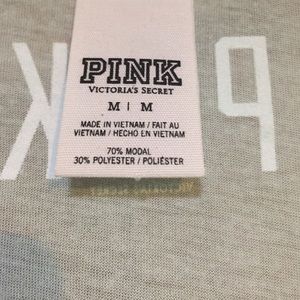 PINK
VICTORIA'S SECRET
M | M
MADE IN VIETNAM / FAIT AU
VIETNAM / HECHO EN VIETNAM
70% MODAL
30% POLYESTER / POLIÉSTER
P K